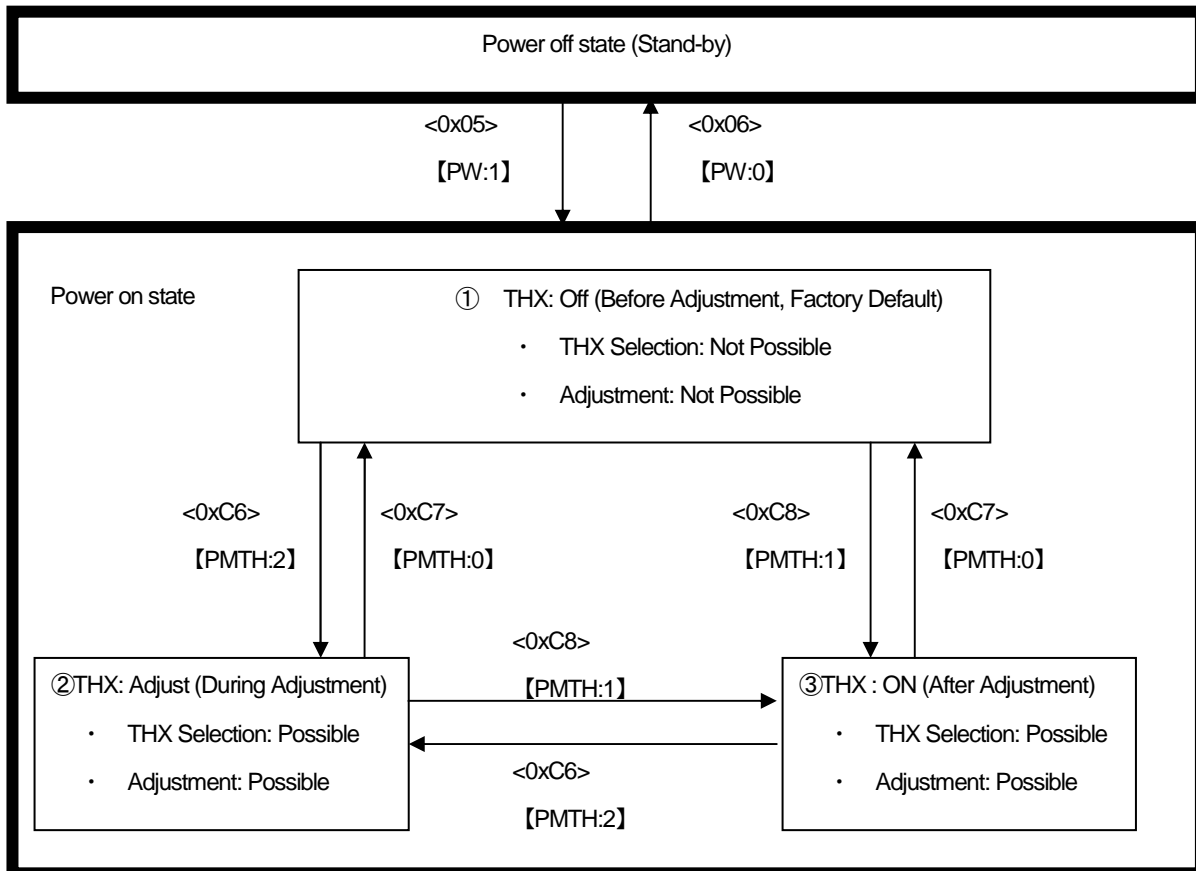 Power off state (Stand-by)
<0x05>
【PW:1】
<0x06>
【PW:0】
Power on state
① THX: Off (Before Adjustment, Factory Default)
・ THX Selection: Not Possible
・ Adjustment: Not Possible
<0xC6>
【PMTH:2】
<0xC7>
【PMTH:0】
<0xC8>
【PMTH:1】
<0xC7>
【PMTH:0】
②THX: Adjust (During Adjustment)
・ THX Selection: Possible
・ Adjustment: Possible
<0xC8>
【PMTH:1】
<0xC6>
【PMTH:2】
③THX : ON (After Adjustment)
・ THX Selection: Possible
・ Adjustment: Possible